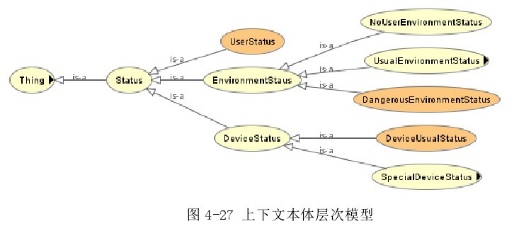 NoUserEnvironmentStatus
is-a
UserStatus
is-a
UsualEnvironmentStatus
is-a
Thing
is-a
Status
is-a
EnvironmentStaus
is-a
DangerousEnvironmentStatus
is-a
DeviceStatus
is-a
DeviceUsualStatus
is-a
SpecialDeviceStatus
图 4-27 上下文本体层次模型